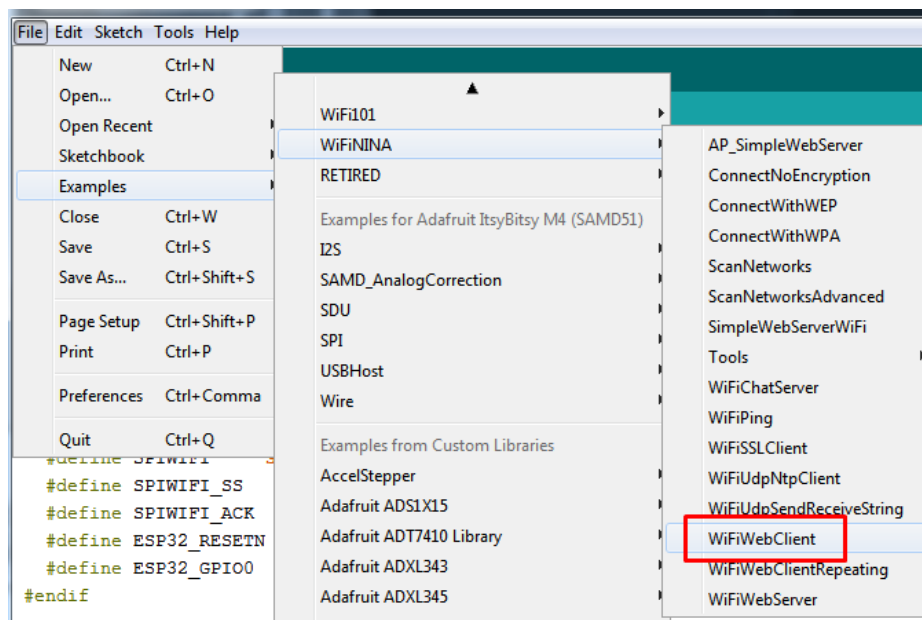 File Edit Sketch Tools Help
New Ctrl+N
Open... Ctrl+O
Open Recent
Sketchbook
Examples
Close Ctrl+W
Save Ctrl+S
Save As... Ctrl+Shift+S
Page Setup Ctrl+Shift+P
Print Ctrl+P
Preferences Ctrl+Comma
Quit Ctrl+Q
WiFi101
WiFiNINA
RETIRED
Examples for Adafruit ItsyBitsy M4 (SAMD51)
I2S
SAMD_AnalogCorrection
SDU
SPI
USBHost
Wire
Examples from Custom Libraries
AccelStepper
Adafruit ADS1X15
Adafruit ADT7410 Library
Adafruit ADXL343
Adafruit ADXL345
AP_SimpleWebServer
ConnectNoEncryption
ConnectWithWEP
ConnectWithWPA
ScanNetworks
ScanNetworksAdvanced
SimpleWebServerWiFi
Tools
WiFiChatServer
WiFiPing
WiFiSSLClient
WiFiUdpNtpClient
WiFiUdpSendReceiveString
WiFiWebClient
WiFiWebClientRepeating
WiFiWebServer
#define SPIWIFI
#define SPIWIFI_SS
#define SPIWIFI_ACK
#define ESP32_RESETN
#define ESP32_GPIO0
#endif